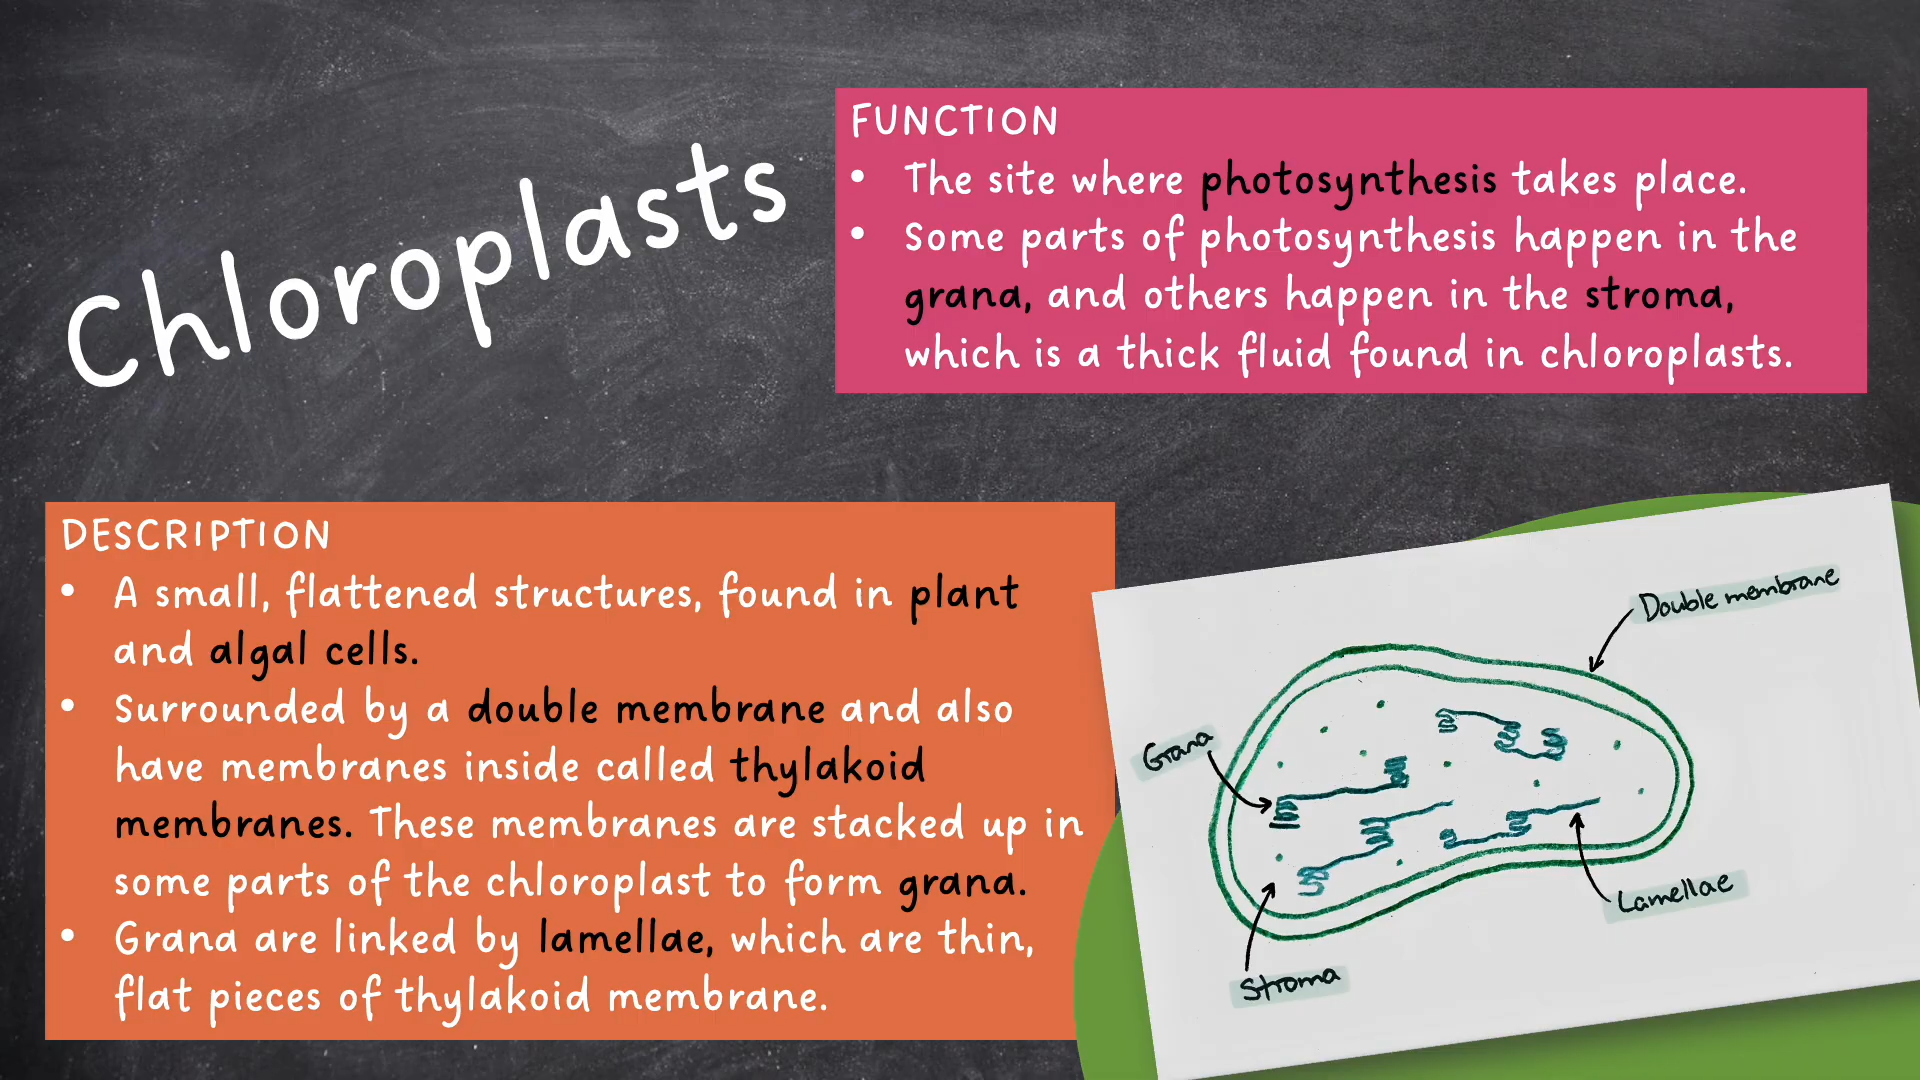 Chloroplasts
FUNCTION
• The site where photosynthesis takes place.
• Some parts of photosynthesis happen in the
grana, and others happen in the stroma,
which is a thick fluid found in chloroplasts.
DESCRIPTION
• A small, flattened structures, found in plant
and algal cells.
• Surrounded by a double membrane and also
have membranes inside called thylakoid
membranes. These membranes are stacked up in
some parts of the chloroplast to form grana.
• Grana are linked by lamellae, which are thin,
flat pieces of thylakoid membrane.
Double membrane
Grana
Lamellae
Stroma